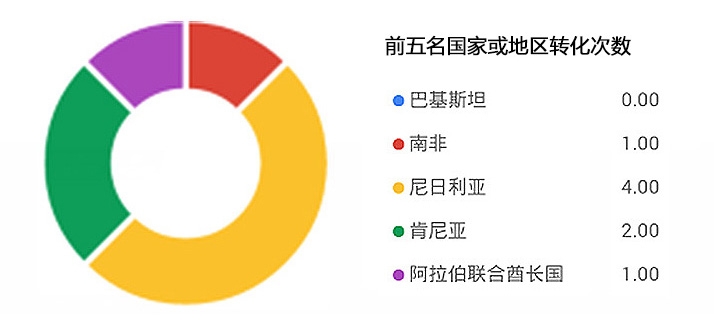 前五名国家或地区转化次数
巴基斯坦 0.00
南非 1.00
尼日利亚 4.00
肯尼亚 2.00
阿拉伯联合酋长国 1.00